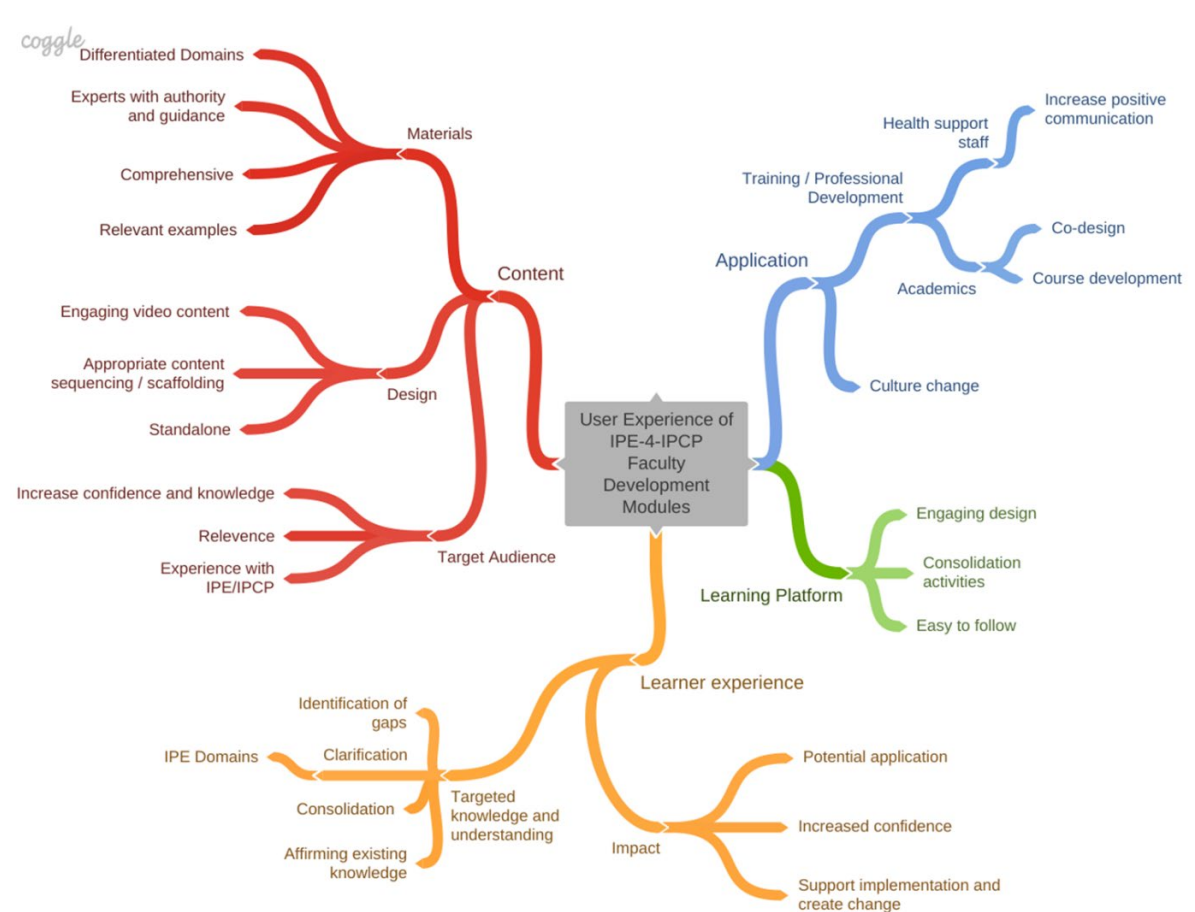 coggle
Differentiated Domains
Experts with authority
and guidance
Comprehensive
Relevant examples
Materials
Content
Engaging video content
Appropriate content
sequencing / scaffolding
Standalone
Design
Increase confidence and knowledge
Relevence
Experience with
IPE/IPCP
Target Audience
User Experience of
IPE-4-IPCP
Faculty
Development
Modules
Application
Training / Professional
Development
Health support
staff
Increase positive
communication
Academics
Co-design
Course development
Culture change
Learning Platform
Engaging design
Consolidation
activities
Easy to follow
Learner experience
Targeted
knowledge and
understanding
Identification of
gaps
Clarification
IPE Domains
Consolidation
Affirming existing
knowledge
Impact
Potential application
Increased confidence
Support implementation and
create change